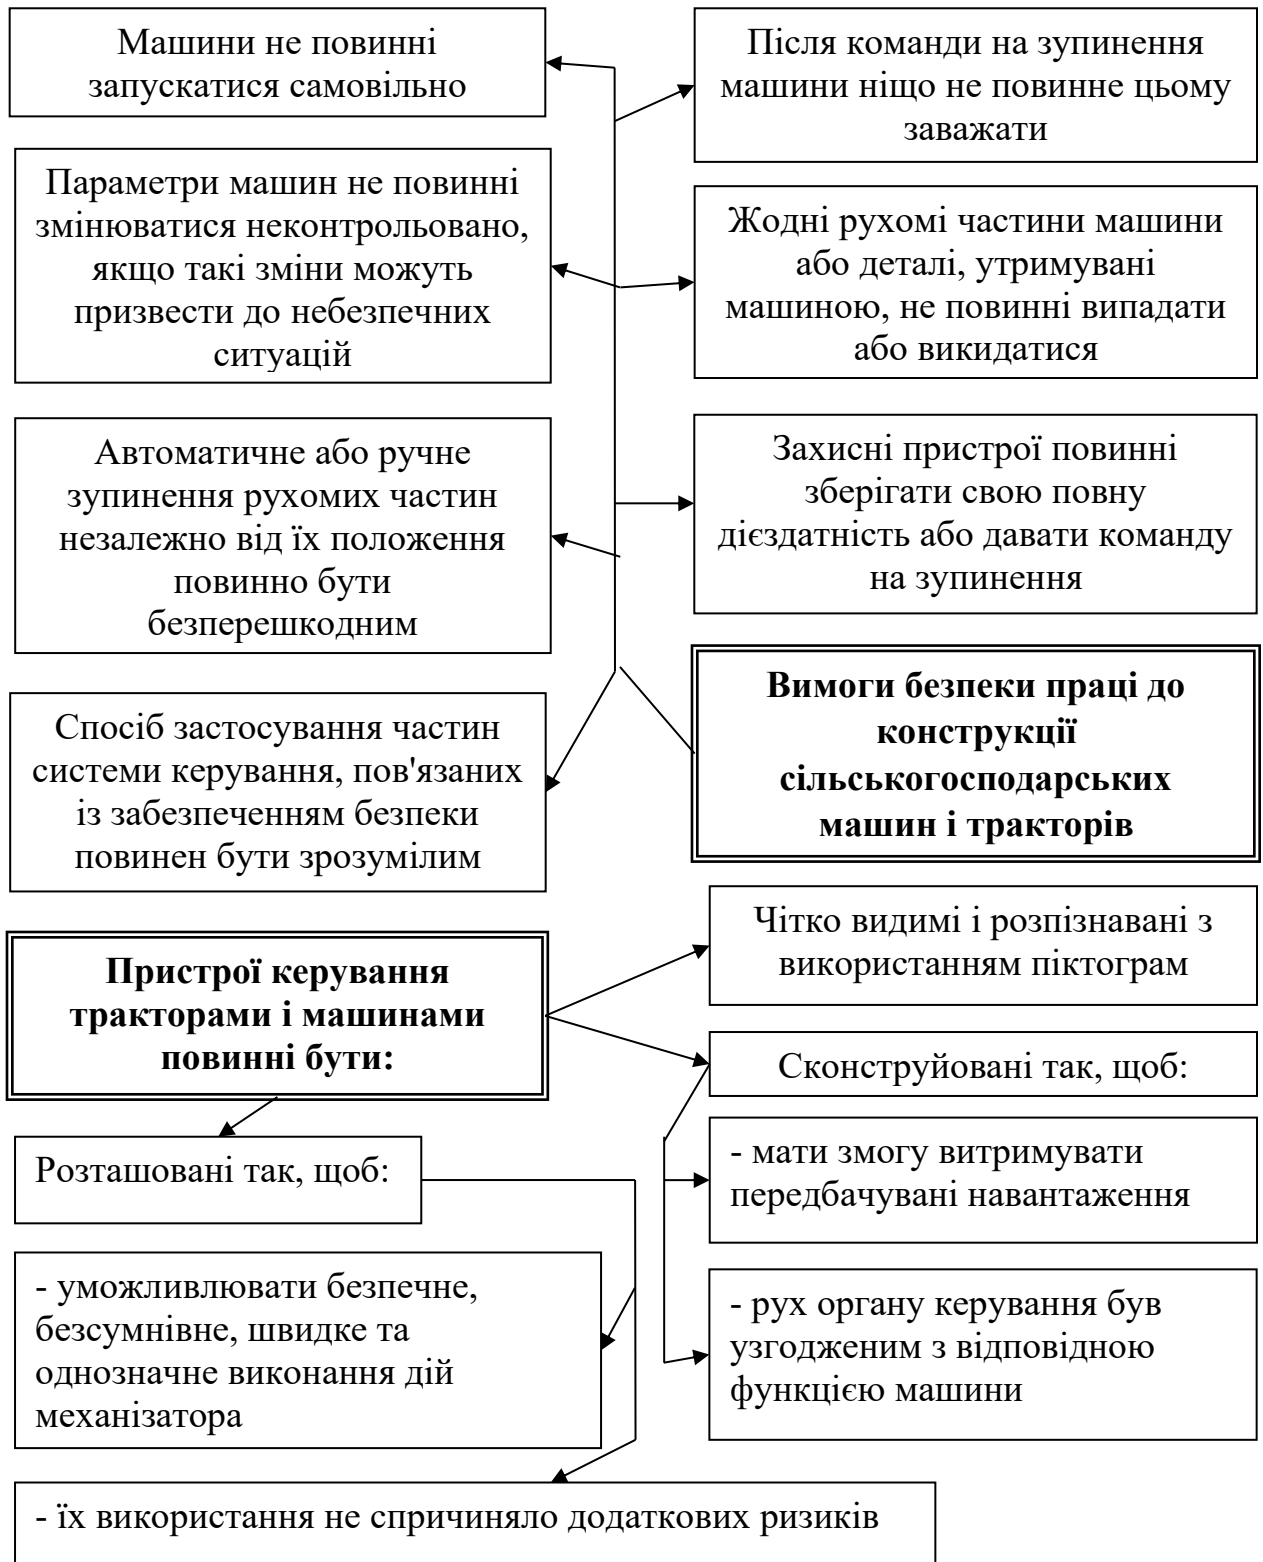 Машини не повинні
запускатися самовільно
Після команди на зупинення
машини ніщо не повинне цьому
заважати
Параметри машин не повинні
змінюватися неконтрольовано,
якщо такі зміни можуть
призвести до небезпечних
ситуацій
Жодні рухомі частини машини
або деталі, утримувані
машиною, не повинні випадати
або викидатися
Автоматичне або ручне
зупинення рухомих частин
незалежно від їх положення
повинно бути
безперешкодним
Захисні пристрої повинні
зберігати свою повну
дієздатність або давати команду
на зупинення
Спосіб застосування частин
системи керування, пов'язаних
із забезпеченням безпеки
повинен бути зрозумілим
Вимоги безпеки праці до
конструкції
сільськогосподарських
машин і тракторів
Пристрої керування
тракторами і машинами
повинні бути:
Чітко видимі і розпізнавані з
використанням піктограм
Сконструйовані так, щоб:
- мати змогу витримувати
передбачувані навантаження
- рух органу керування був
узгодженим з відповідною
функцією машини
Розташовані так, щоб:
- уможливлювати безпечне,
безсумнівне, швидке та
однозначне виконання дій
механізатора
- їх використання не спричиняло додаткових ризиків